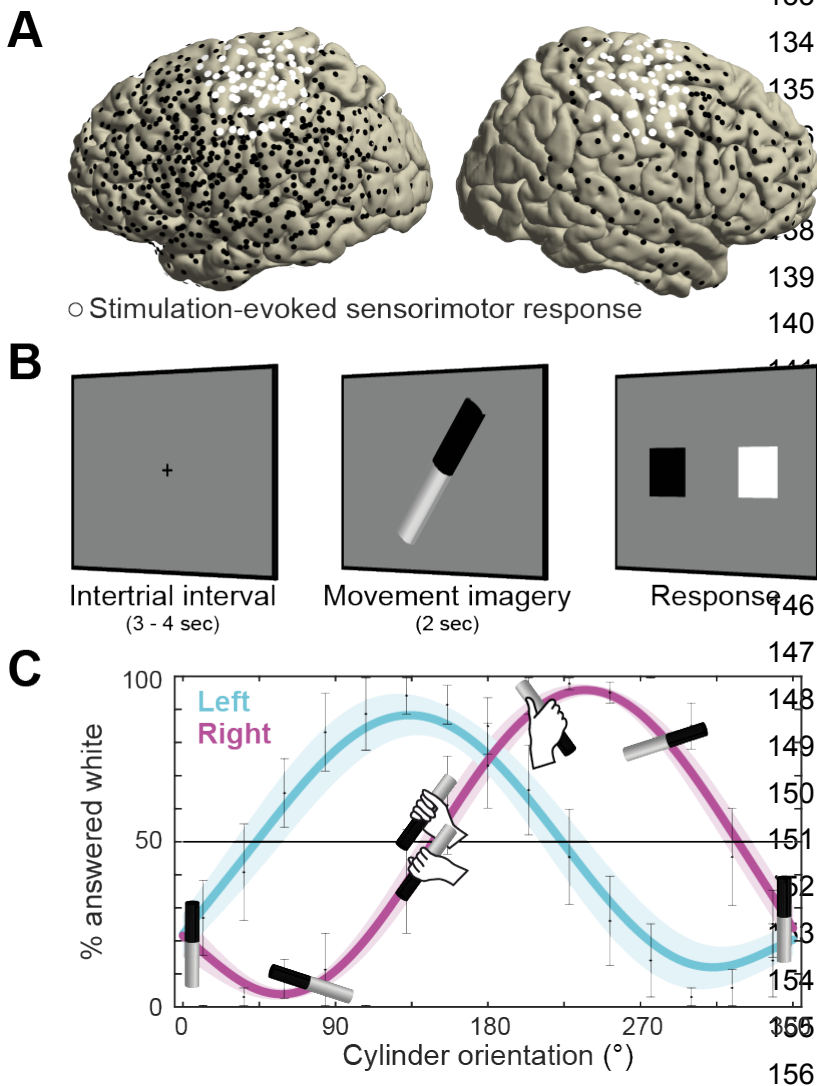 A
134
135
138
139
Stimulation-evoked sensorimotor response
140
B
Intertrial interval
(3 - 4 sec)
Movement imagery
(2 sec)
Response
146
147
C
148
149
150
151
154
156
Left
Right
% answered white
100
50
0
0 90 180 270
Cylinder orientation (°)